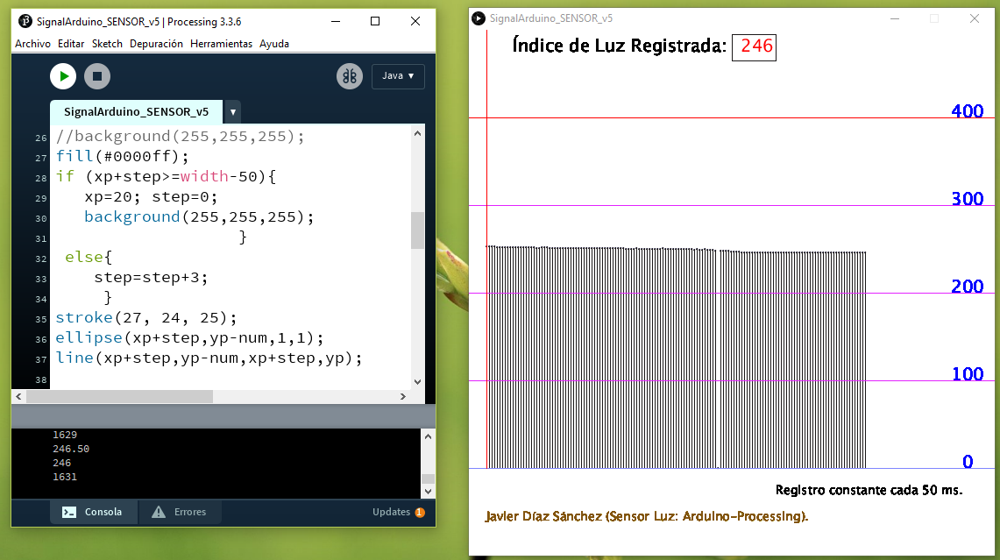 SignalArduino_SENSOR_v5 | Processing 3.3.6
Archivo Editar Sketch Depuración Herramientas Ayuda
Java ▾
SignalArduino_SENSOR_v5
26 //background(255,255,255);
27 fill(#0000ff);
28 if (xp+step>=width-50){
29 xp=20; step=0;
30 background(255,255,255);
31 }
32 else{
33 step=step+3;
34 }
35 stroke(27, 24, 25);
36 ellipse(xp+step,yp-num,1,1);
37 line(xp+step,yp-num,xp+step,yp);
38
1629
246.50
246
1631
Consola
Errores
Updates 1
SignalArduino_SENSOR_v5
Índice de Luz Registrada: 246
400
300
200
100
0
Registro constante cada 50 ms.
Javier Díaz Sánchez (Sensor Luz: Arduino-Processing).